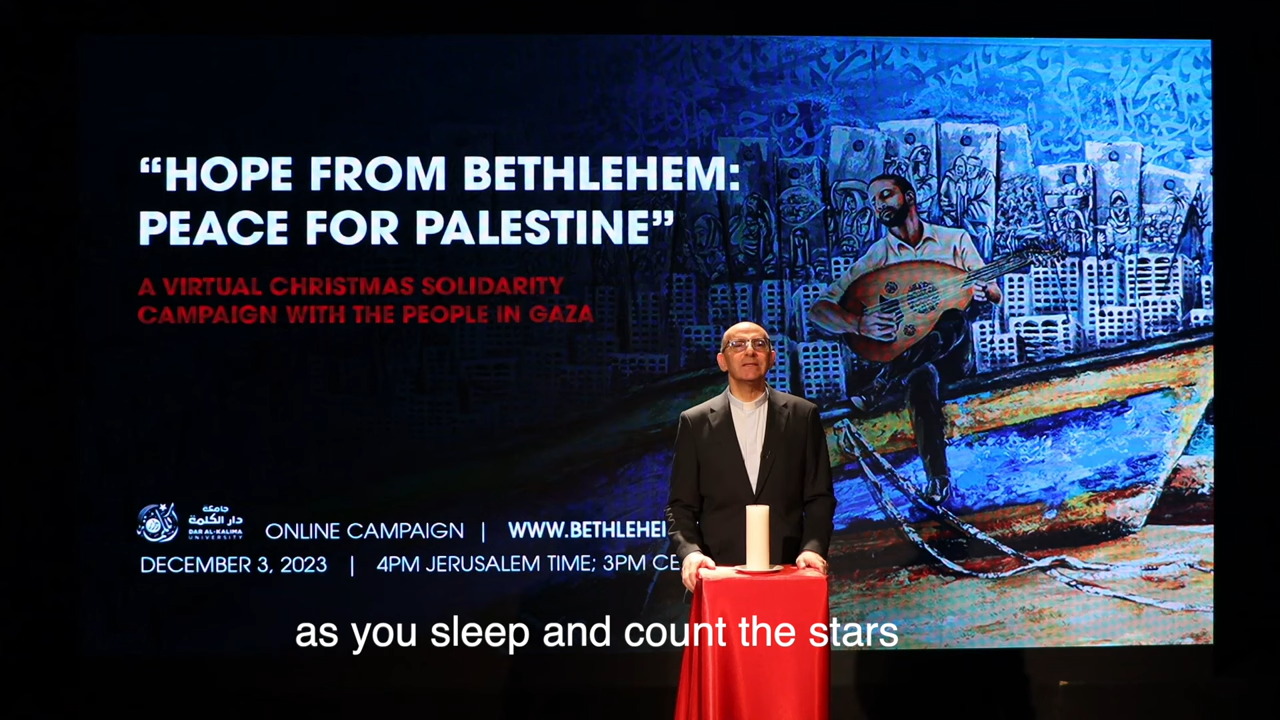 “HOPE FROM BETHLEHEM:
PEACE FOR PALESTINE”
A VIRTUAL CHRISTMAS SOLIDARITY
CAMPAIGN WITH THE PEOPLE IN GAZA
جامعة
دار الكلمة
DAR AL-KALIMA
UNIVERSITY
ONLINE CAMPAIGN |
DECEMBER 3, 2023 | 4PM JERUSALEM TIME; 3PM
as you sleep and count the stars